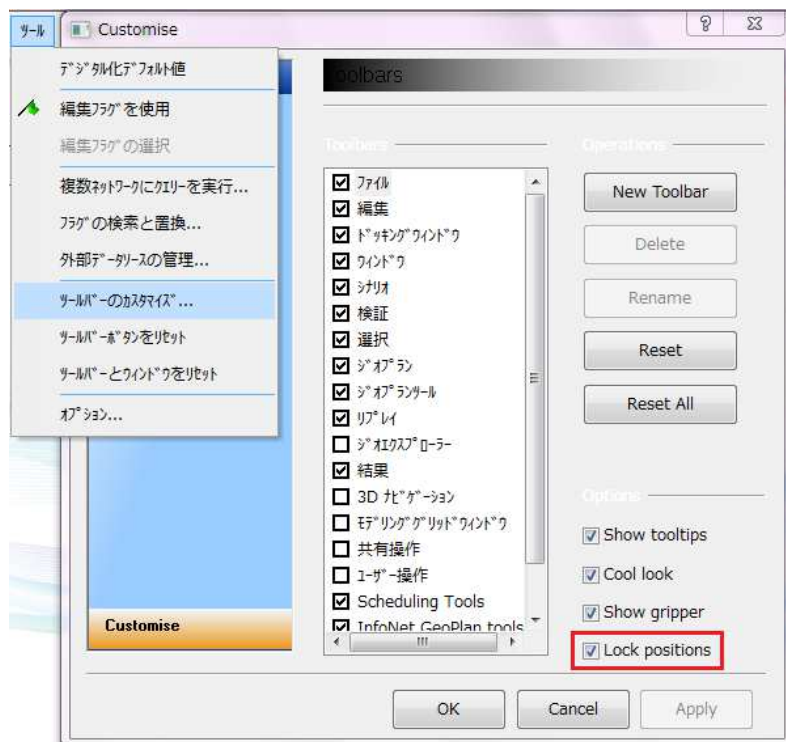 ﾂｰﾙ
Customise
ﾃﾞｼﾞﾀﾙ化ﾃﾞﾌｫﾙﾄ値
編集ﾌﾗｸﾞを使用
編集ﾌﾗｸﾞの選択
複数ﾈｯﾄﾜｰｸにｸｴﾘｰを実行...
ﾌﾗｸﾞの検索と置換...
外部ﾃﾞｰﾀｿｰｽの管理...
ﾂｰﾙﾊﾞｰのｶｽﾀﾏｲｽﾞ...
ﾂｰﾙﾊﾞｰﾎﾞﾀﾝをﾘｾｯﾄ
ﾂｰﾙﾊﾞｰとｳｨﾝﾄﾞｳをﾘｾｯﾄ
ｵﾌﾟｼｮﾝ...
Customise
Toolbars
Toolbars
ﾌｧｲﾙ
編集
ﾄﾞｯｷﾝｸﾞｳｨﾝﾄﾞｳ
ｳｨﾝﾄﾞｳ
ｼﾅﾘｵ
検証
選択
ｼﾞｵﾌﾟﾗﾝ
ｼﾞｵﾌﾟﾗﾝﾂｰﾙ
ﾘﾌﾟﾚｲ
ｼﾞｵｴｸｽﾌﾟﾛｰﾗｰ
結果
3D ﾅﾋﾞｹﾞｰｼｮﾝ
ﾓﾃﾞﾘﾝｸﾞｸﾞﾘｯﾄﾞｳｨﾝﾄﾞｳ
共有操作
ﾕｰｻﾞｰ操作
Scheduling Tools
InfoNet GeoPlan tools
Operations
New Toolbar
Delete
Rename
Reset
Reset All
Options
Show tooltips
Cool look
Show gripper
Lock positions
OK
Cancel
Apply